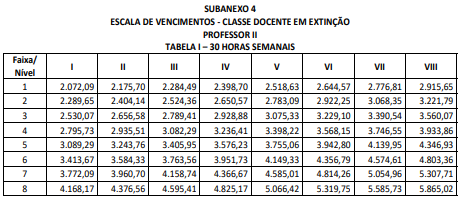 SUBANEXO 4
ESCALA DE VENCIMENTOS - CLASSE DOCENTE EM EXTINÇÃO
PROFESSOR II
TABELA I – 30 HORAS SEMANAIS
Faixa/Nível I II III IV V VI VII VIII
1 2.072,09 2.175,70 2.284,49 2.398,70 2.518,63 2.644,57 2.776,81 2.915,65
2 2.289,65 2.404,14 2.524,36 2.650,57 2.783,09 2.922,25 3.068,35 3.221,79
3 2.530,07 2.656,58 2.789,41 2.928,88 3.075,33 3.229,10 3.390,54 3.560,07
4 2.795,73 2.935,51 3.082,29 3.236,41 3.398,22 3.568,15 3.746,55 3.933,86
5 3.089,29 3.243,76 3.405,95 3.576,23 3.755,06 3.942,80 4.139,95 4.346,93
6 3.413,67 3.584,33 3.763,56 3.951,73 4.149,33 4.356,79 4.574,61 4.803,36
7 3.772,09 3.960,70 4.158,74 4.366,67 4.585,01 4.814,26 5.054,96 5.307,71
8 4.168,17 4.376,56 4.595,41 4.825,17 5.066,42 5.319,75 5.585,73 5.865,02